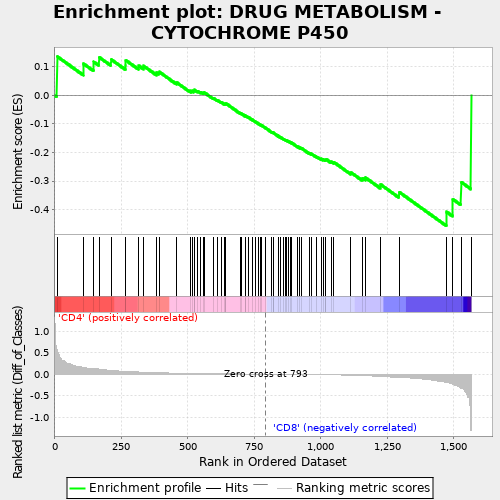 Enrichment plot: DRUG METABOLISM -
CYTOCHROME P450
Enrichment score (ES)
0.1
0.0
-0.1
-0.2
-0.3
-0.4
Ranked list metric (Diff_of_Classes)
'CD4' (positively correlated)
1.0
0.5
0.0
-0.5
-1.0
Zero cross at 793
'CD8' (negatively correlated)
0
250
500
750
1,000
1,250
1,500
Rank in Ordered Dataset
Enrichment profile
Hits
Ranking metric scores